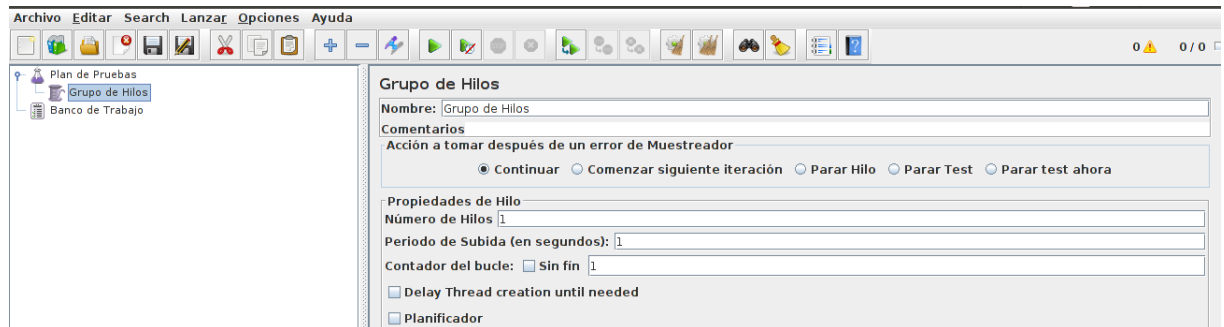 Archivo Editar Search Lanzar Opciones Ayuda
0 0 / 0
Plan de Pruebas
Grupo de Hilos
Banco de Trabajo
Grupo de Hilos
Nombre: Grupo de Hilos
Comentarios
Acción a tomar después de un error de Muestreador
Continuar Comenzar siguiente iteración Parar Hilo Parar Test Parar test ahora
Propiedades de Hilo
Número de Hilos 1
Periodo de Subida (en segundos): 1
Contador del bucle: Sin fín 1
Delay Thread creation until needed
Planificador